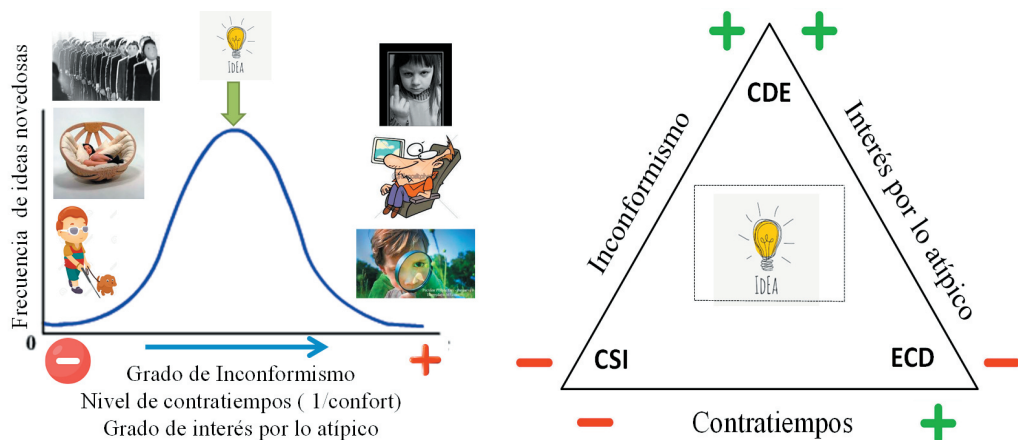 Frecuencia de ideas novedosas
IDEA
0
Grado de Inconformismo
Nivel de contratiempos ( 1/confort)
Grado de interés por lo atípico
CDE
Inconformismo
Interés por lo atípico
IDEA
CSI
ECD
Contratiempos